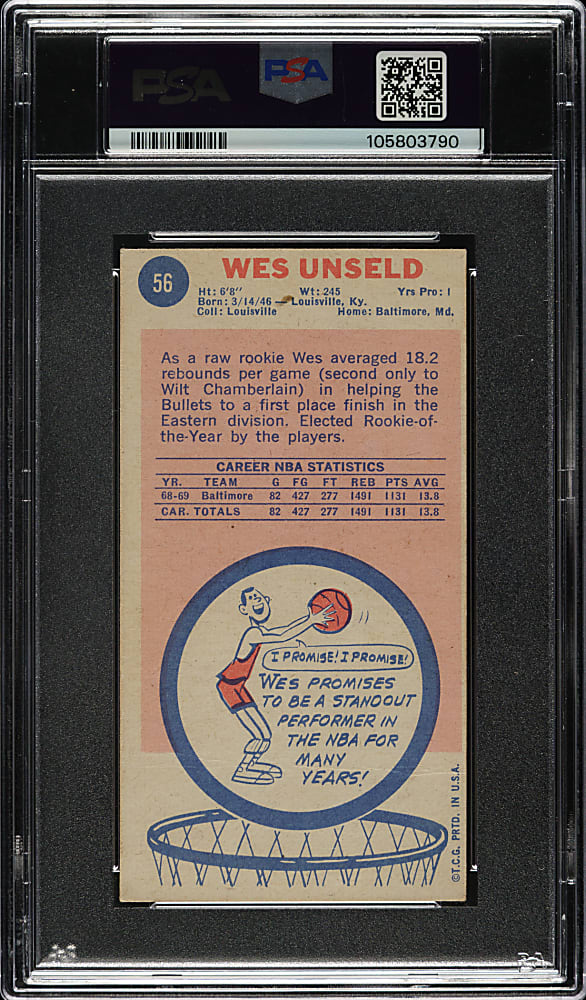 PSA
PSA
105803790
56
WES UNSELD
Ht: 6'8" Wt: 245 Yrs Pro: 1
Born: 3/14/46 — Louisville, Ky.
Coll: Louisville Home: Baltimore, Md.
As a raw rookie Wes averaged 18.2
rebounds per game (second only to
Wilt Chamberlain) in helping the
Bullets to a first place finish in the
Eastern division. Elected Rookie-of-
the-Year by the players.
CAREER NBA STATISTICS
YR. TEAM G FG FT REB PTS AVG
68-69 Baltimore 82 427 277 1491 1131 13.8
CAR. TOTALS 82 427 277 1491 1131 13.8
I PROMISE! I PROMISE!
WES PROMISES
TO BE A STANDOUT
PERFORMER IN
THE NBA FOR
MANY
YEARS!
©T.C.G. PRTD. IN U.S.A.